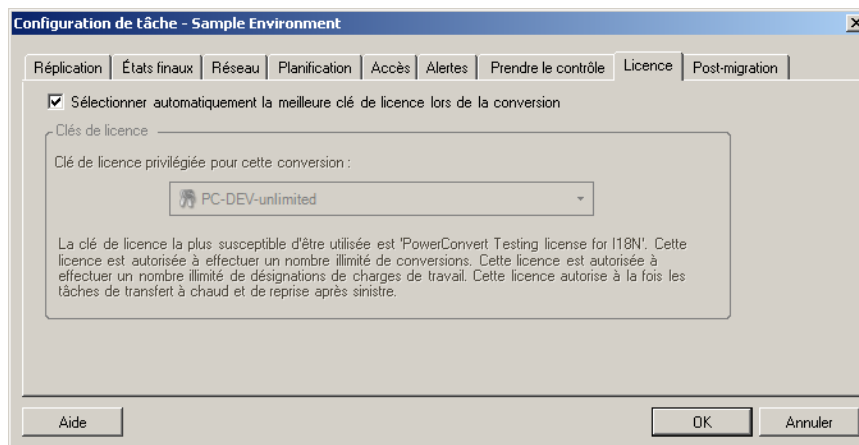 Configuration de tâche - Sample Environment
Réplication États finaux Réseau Planification Accès Alertes Prendre le contrôle Licence Post-migration
Sélectionner automatiquement la meilleure clé de licence lors de la conversion
Clés de licence
Clé de licence privilégiée pour cette conversion :
PC-DEV-unlimited
La clé de licence la plus susceptible d'être utilisée est 'PowerConvert Testing license for I18N'. Cette
licence est autorisée à effectuer un nombre illimité de conversions. Cette licence est autorisée à
effectuer un nombre illimité de désignations de charges de travail. Cette licence autorise à la fois les
tâches de transfert à chaud et de reprise après sinistre.
Aide OK Annuler